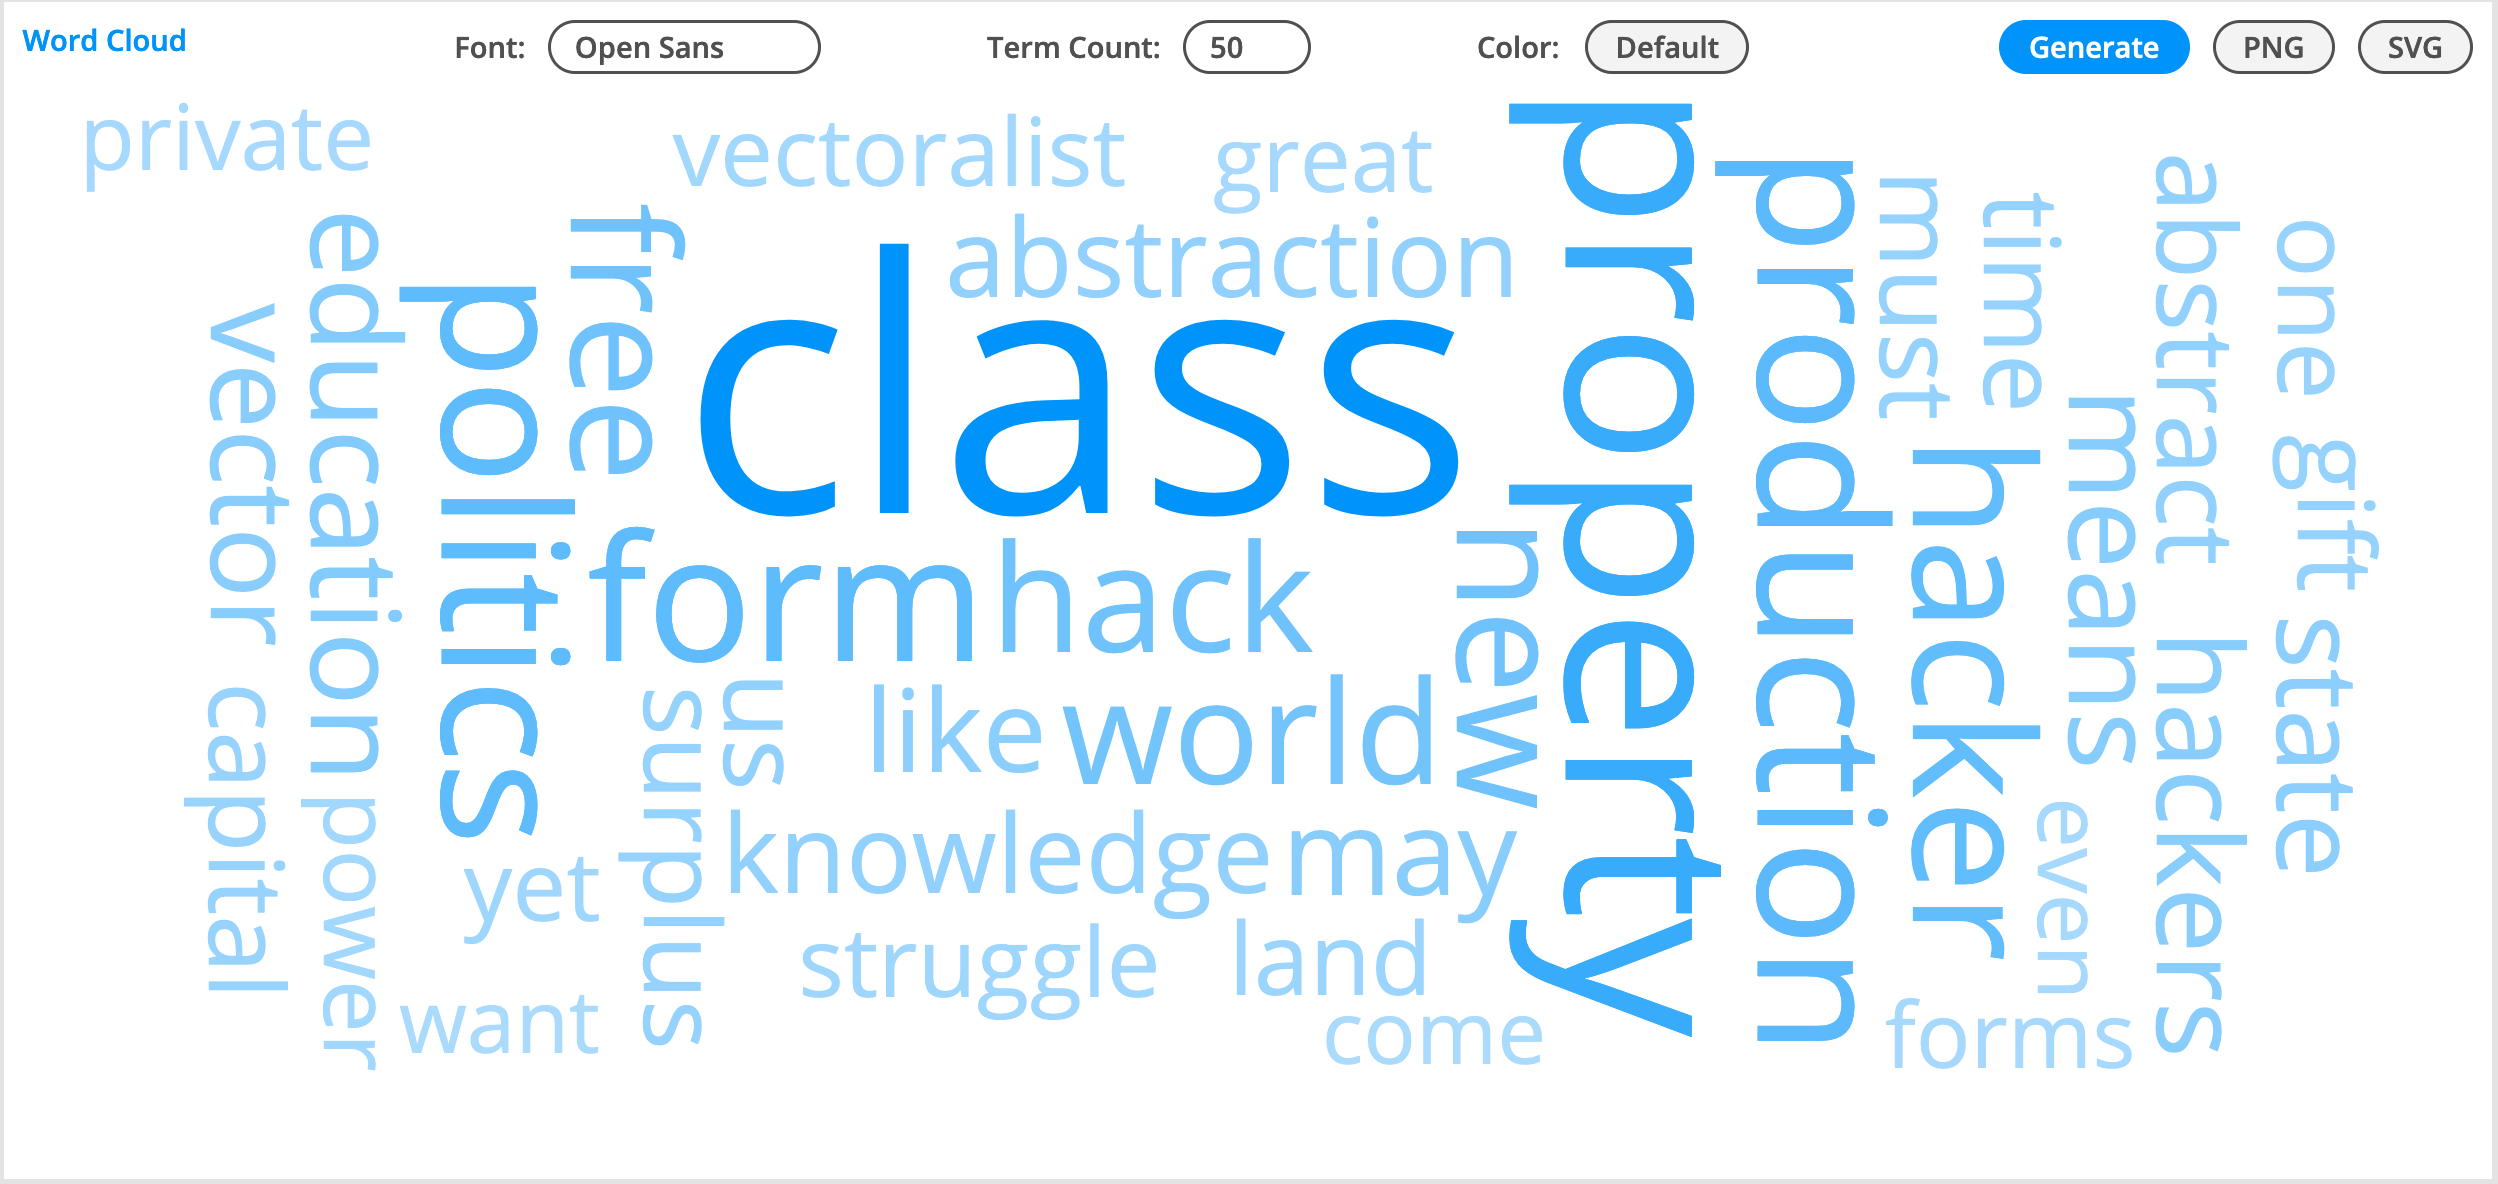 Word Cloud
Font: Open Sans
Term Count: 50
Color: Default
Generate
PNG
SVG
private
vectoralist
great
abstraction
class
form
hack
like
world
knowledge
may
yet
struggle
land
want
come
forms
vector
capital
education
power
politics
free
surplus
us
new
property
production
must
hacker
time
even
means
abstract
hackers
one
gift
state